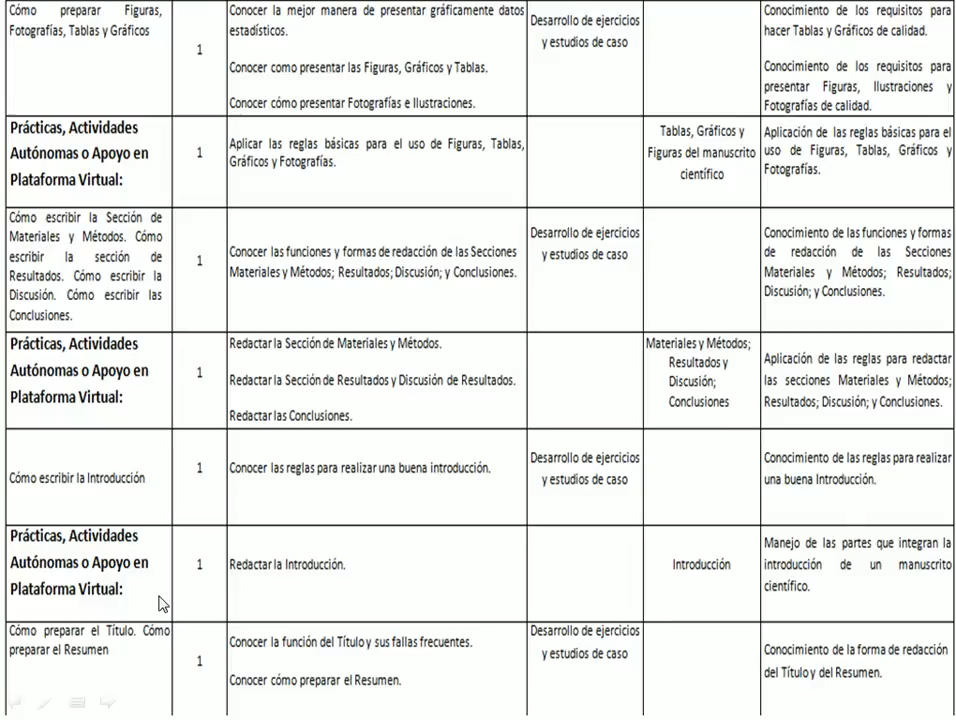 Cómo preparar Figuras,
Fotografías, Tablas y Gráficos
1
Conocer la mejor manera de presentar gráficamente datos
estadísticos.
Conocer como presentar las Figuras, Gráficos y Tablas.
Conocer cómo presentar Fotografías e Ilustraciones.
Desarrollo de ejercicios
y estudios de caso
Conocimiento de los requisitos para
hacer Tablas y Gráficos de calidad.
Conocimiento de los requisitos para
presentar Figuras, Ilustraciones y
Fotografías de calidad.
Prácticas, Actividades
Autónomas o Apoyo en
Plataforma Virtual:
1
Aplicar las reglas básicas para el uso de Figuras, Tablas,
Gráficos y Fotografías.
Tablas, Gráficos y
Figuras del manuscrito
científico
Aplicación de las reglas básicas para el
uso de Figuras, Tablas, Gráficos y
Fotografías.
Cómo escribir la Sección de
Materiales y Métodos. Cómo
escribir la sección de
Resultados. Cómo escribir la
Discusión. Cómo escribir las
Conclusiones.
1
Conocer las funciones y formas de redacción de las Secciones
Materiales y Métodos; Resultados; Discusión; y Conclusiones.
Desarrollo de ejercicios
y estudios de caso
Conocimiento de las funciones y formas
de redacción de las Secciones
Materiales y Métodos; Resultados;
Discusión; y Conclusiones.
Prácticas, Actividades
Autónomas o Apoyo en
Plataforma Virtual:
1
Redactar la Sección de Materiales y Métodos.
Redactar la Sección de Resultados y Discusión de Resultados.
Redactar las Conclusiones.
Materiales y Métodos;
Resultados y
Discusión;
Conclusiones
Aplicación de las reglas para redactar
las secciones Materiales y Métodos;
Resultados; Discusión; y Conclusiones.
Cómo escribir la Introducción
1
Conocer las reglas para realizar una buena introducción.
Desarrollo de ejercicios
y estudios de caso
Conocimiento de las reglas para realizar
una buena Introducción.
Prácticas, Actividades
Autónomas o Apoyo en
Plataforma Virtual:
1
Redactar la Introducción.
Introducción
Manejo de las partes que integran la
introducción de un manuscrito
científico.
Cómo preparar el Título. Cómo
preparar el Resumen
1
Conocer la función del Título y sus fallas frecuentes.
Conocer cómo preparar el Resumen.
Desarrollo de ejercicios
y estudios de caso
Conocimiento de la forma de redacción
del Título y del Resumen.